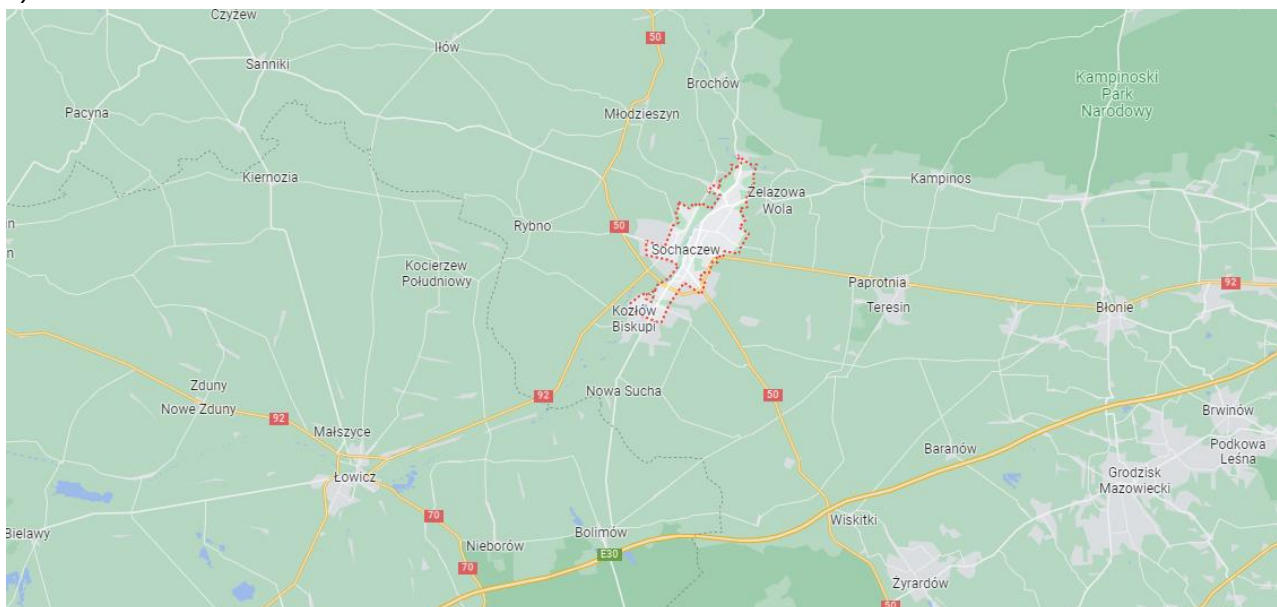 Czyżew
Iłów
50
Sanniki
Brochów
Kampinoski
Park
Narodowy
Pacyna
Młodzieszyn
Kiernozia
Kampinos
Żelazowa
Wola
Rybno
50
Sochaczew
Kocierzew
Południowy
Paprotnia
92
Teresin
Błonie
Kozłów
Biskupi
Zduny
Nowe Zduny
92
92
Nowa Sucha
50
Brwinów
Małszyce
Podkowa
Leśna
Baranów
Łowicz
Grodzisk
Mazowiecki
70
Wiskitki
Bielawy
Bolimów
Nieborów
E30
70
Żyrardów
50